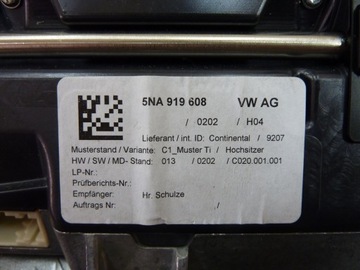 5NA 919 608 VW AG
/ 0202 / H04
Lieferant / int. ID: Continental / 9207
Musterstand / Variante: C1_Muster Ti / Hochsitzer
HW / SW / MD- Stand: 013 / 0202 / C020.001.001
LP-Nr.:
Prüfberichts-Nr.:
Empfänger: Hr. Schulze
Auftrags Nr.: /